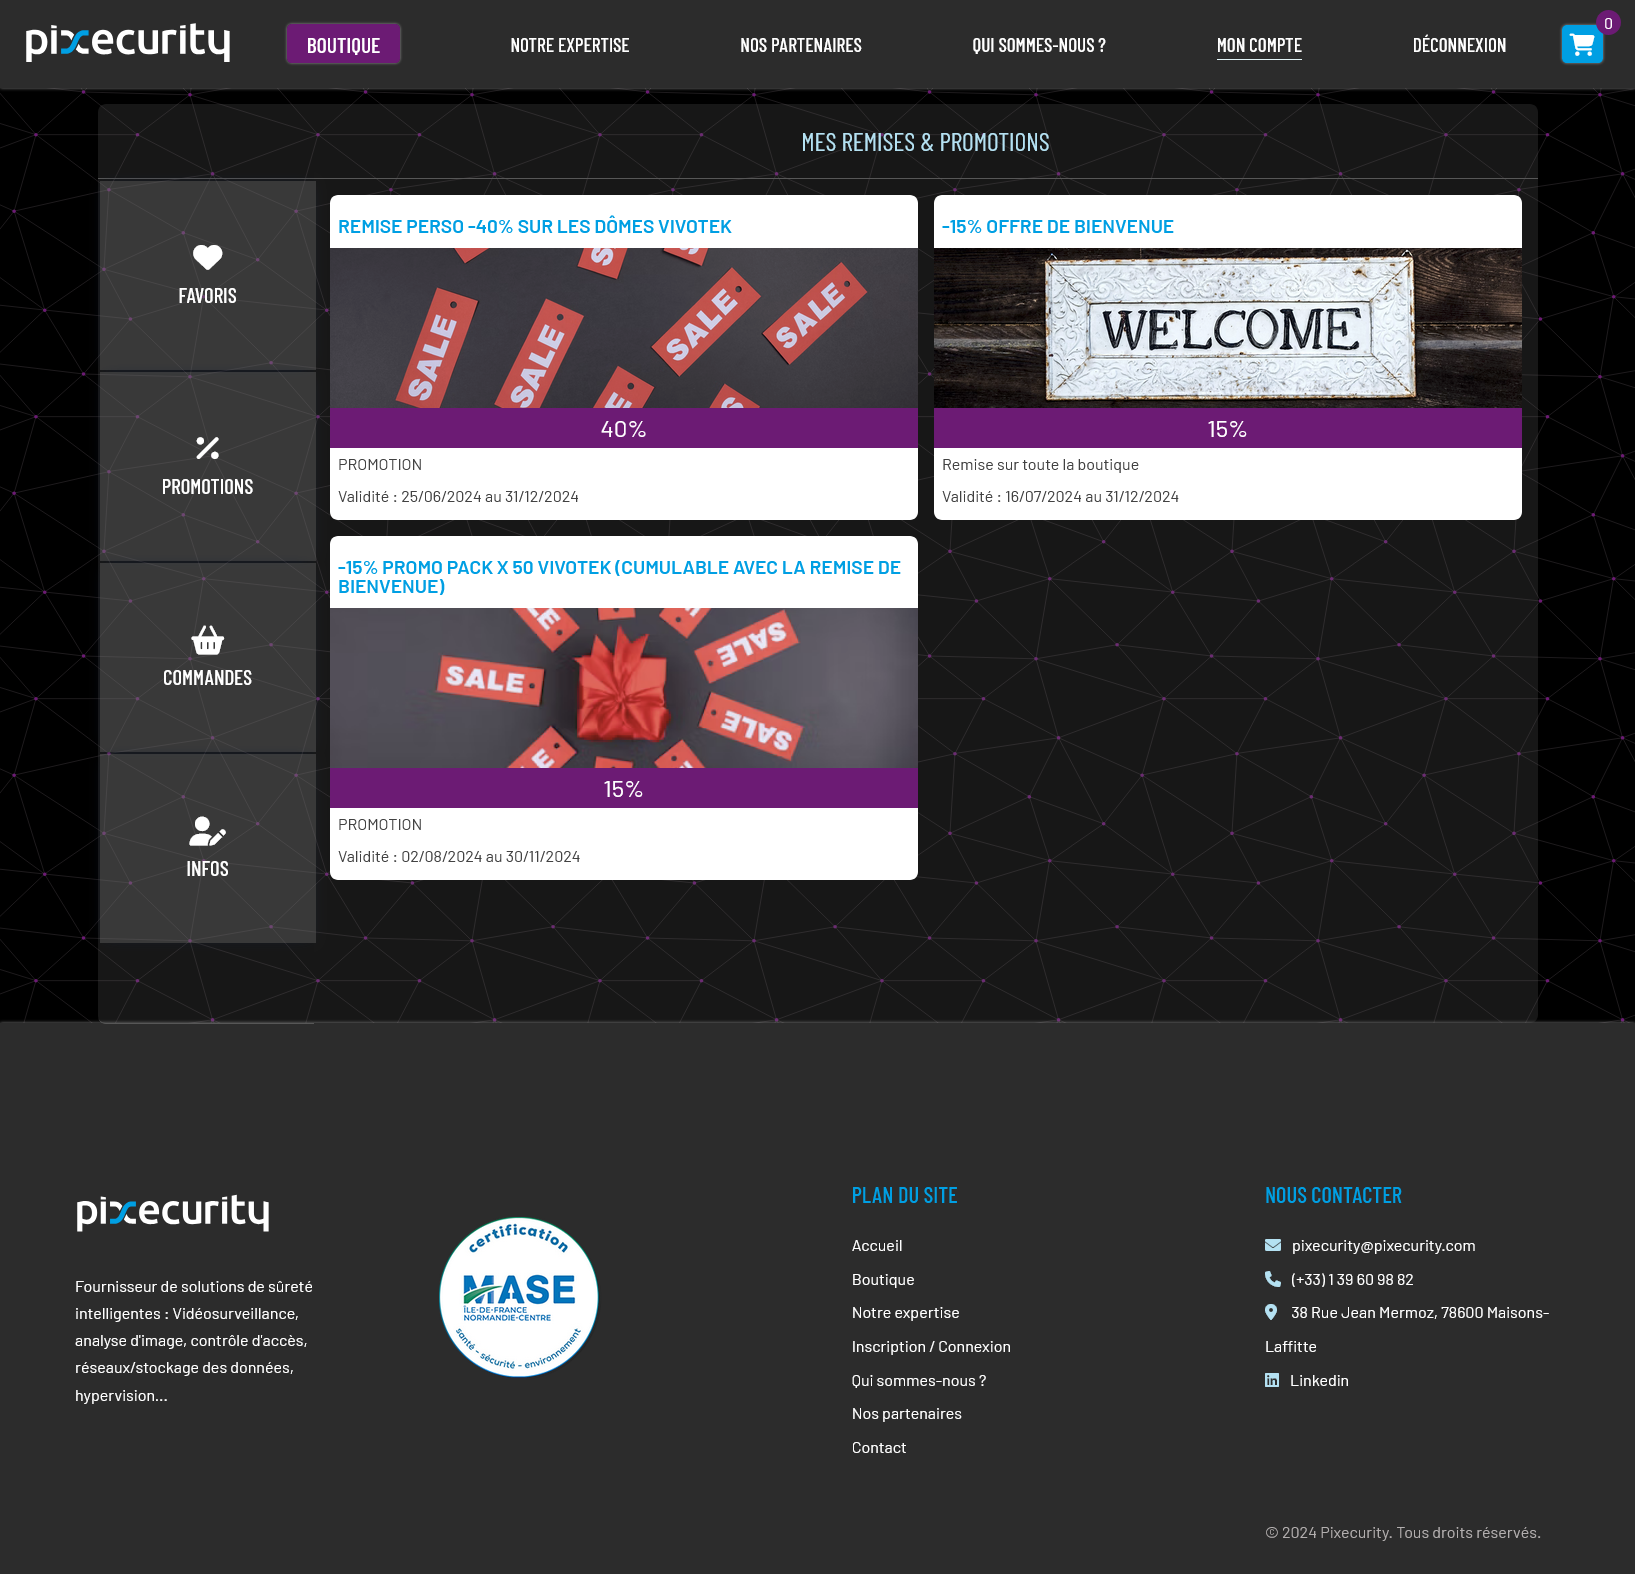 pixecurity
BOUTIQUE
NOTRE EXPERTISE
NOS PARTENAIRES
QUI SOMMES-NOUS ?
MON COMPTE
DÉCONNEXION
0
MES REMISES & PROMOTIONS
FAVORIS
PROMOTIONS
COMMANDES
INFOS
REMISE PERSO -40% SUR LES DÔMES VIVOTEK
SALE
SALE
SALE
SALE
40%
PROMOTION
Validité : 25/06/2024 au 31/12/2024
-15% OFFRE DE BIENVENUE
WELCOME
15%
Remise sur toute la boutique
Validité : 16/07/2024 au 31/12/2024
-15% PROMO PACK X 50 VIVOTEK (CUMULABLE AVEC LA REMISE DE
BIENVENUE)
SALE
SALE
SALE
15%
PROMOTION
Validité : 02/08/2024 au 30/11/2024
pixecurity
Fournisseur de solutions de sûreté
intelligentes : Vidéosurveillance,
analyse d'image, contrôle d'accès,
réseaux/stockage des données,
hypervision...
certification
MASE
ÎLE-DE-FRANCE
NORMANDIE-CENTRE
santé - sécurité - environnement
PLAN DU SITE
Accueil
Boutique
Notre expertise
Inscription / Connexion
Qui sommes-nous ?
Nos partenaires
Contact
NOUS CONTACTER
pixecurity@pixecurity.com
(+33) 1 39 60 98 82
38 Rue Jean Mermoz, 78600 Maisons-
Laffitte
Linkedin
© 2024 Pixecurity. Tous droits réservés.